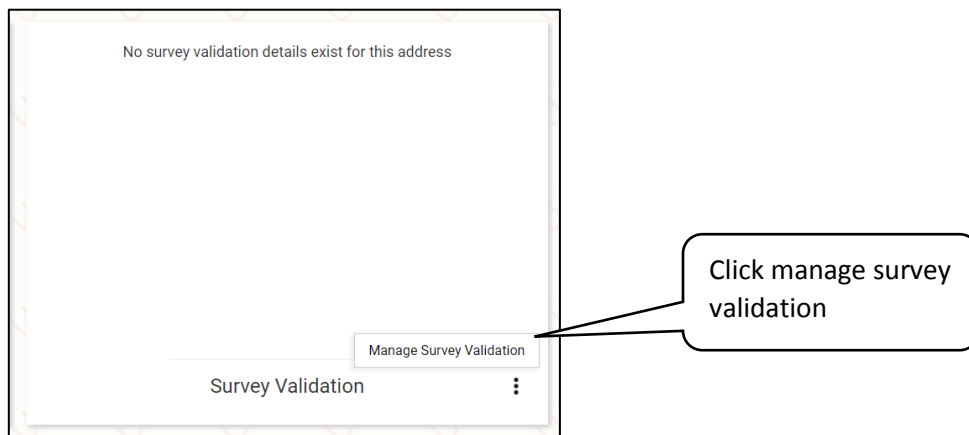 No survey validation details exist for this address
Click manage survey
validation
Manage Survey Validation
Survey Validation